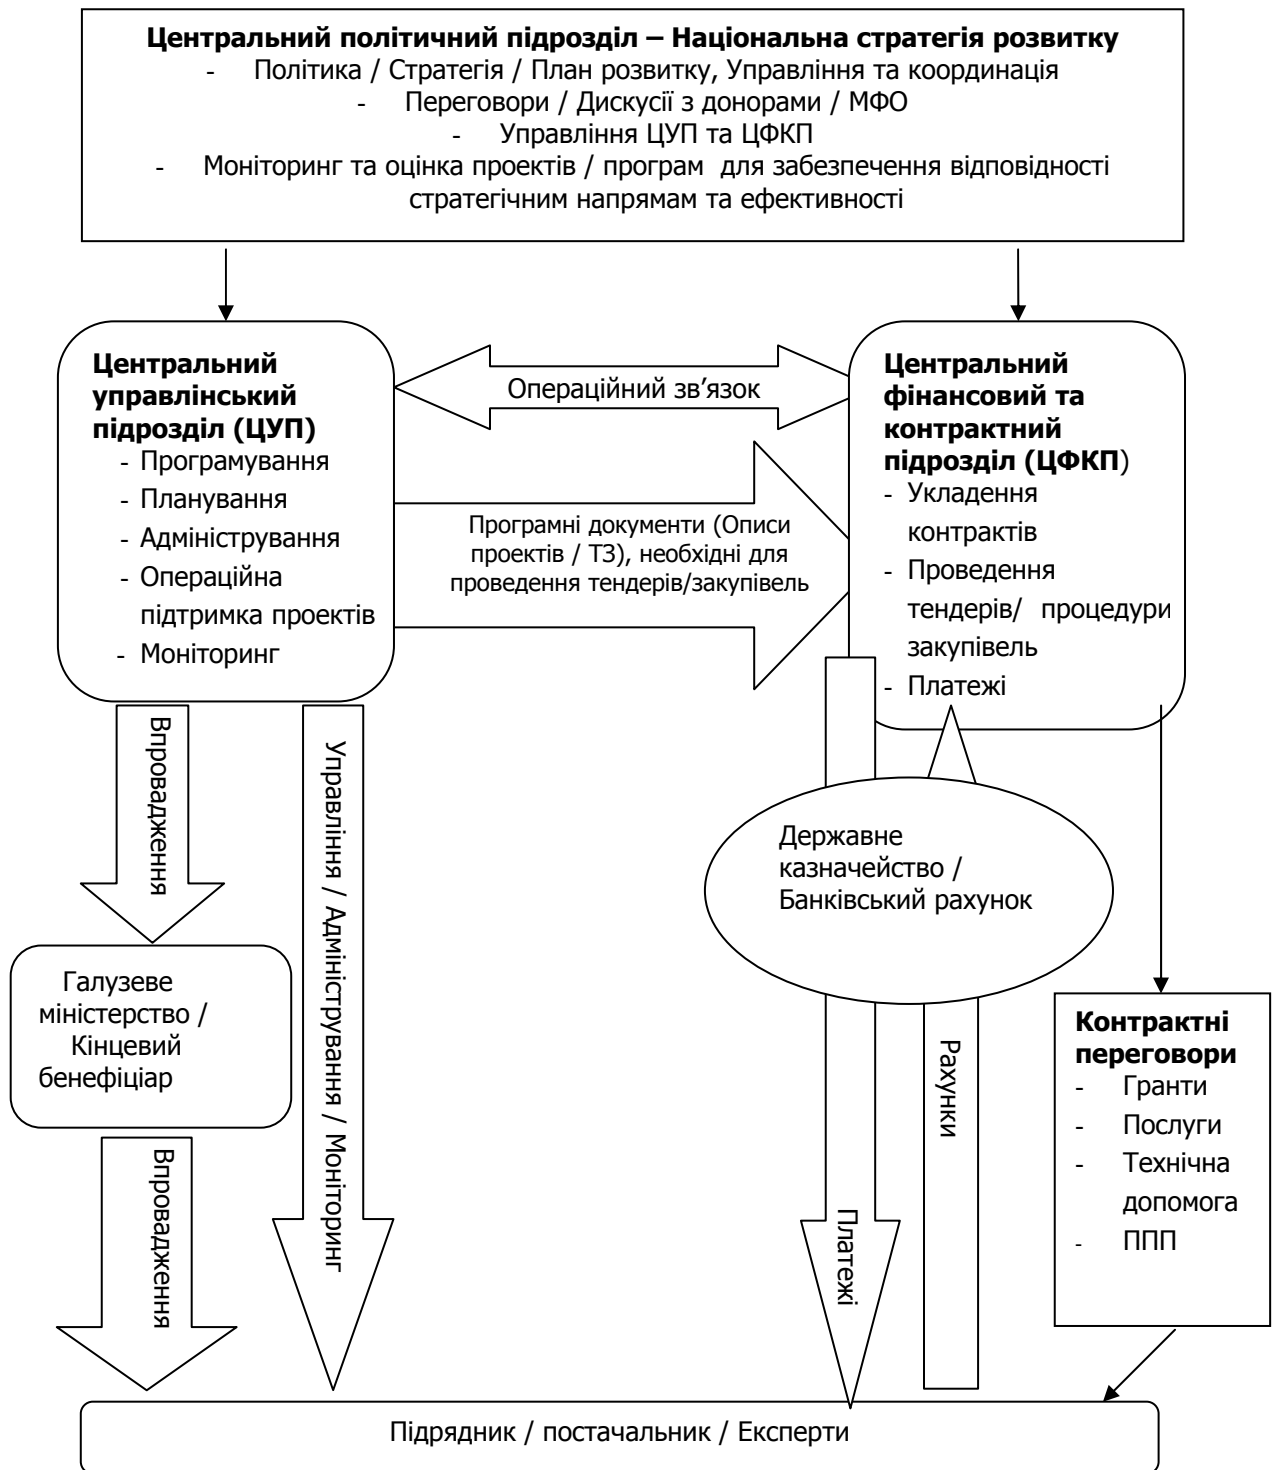 Центральний політичний підрозділ – Національна стратегія розвитку
- Політика / Стратегія / План розвитку, Управління та координація
- Переговори / Дискусії з донорами / МФО
- Управління ЦУП та ЦФКП
- Моніторинг та оцінка проектів / програм для забезпечення відповідності
стратегічним напрямам та ефективності
Центральний
управлінський
підрозділ (ЦУП)
- Програмування
- Планування
- Адміністрування
- Операційна
підтримка проектів
- Моніторинг
Операційний зв’язок
Програмні документи (Описи
проектів / ТЗ), необхідні для
проведення тендерів/закупівель
Центральний
фінансовий та
контрактний
підрозділ (ЦФКП)
- Укладення
контрактів
- Проведення
тендерів/ процедури
закупівель
- Платежі
Впровадження
Управління / Адміністрування / Моніторинг
Державне
казначейство /
Банківський рахунок
Галузеве
міністерство /
Кінцевий
бенефіціар
Впровадження
Платежі
Рахунки
Контрактні
переговори
- Гранти
- Послуги
- Технічна
допомога
- ППП
Підрядник / постачальник / Експерти